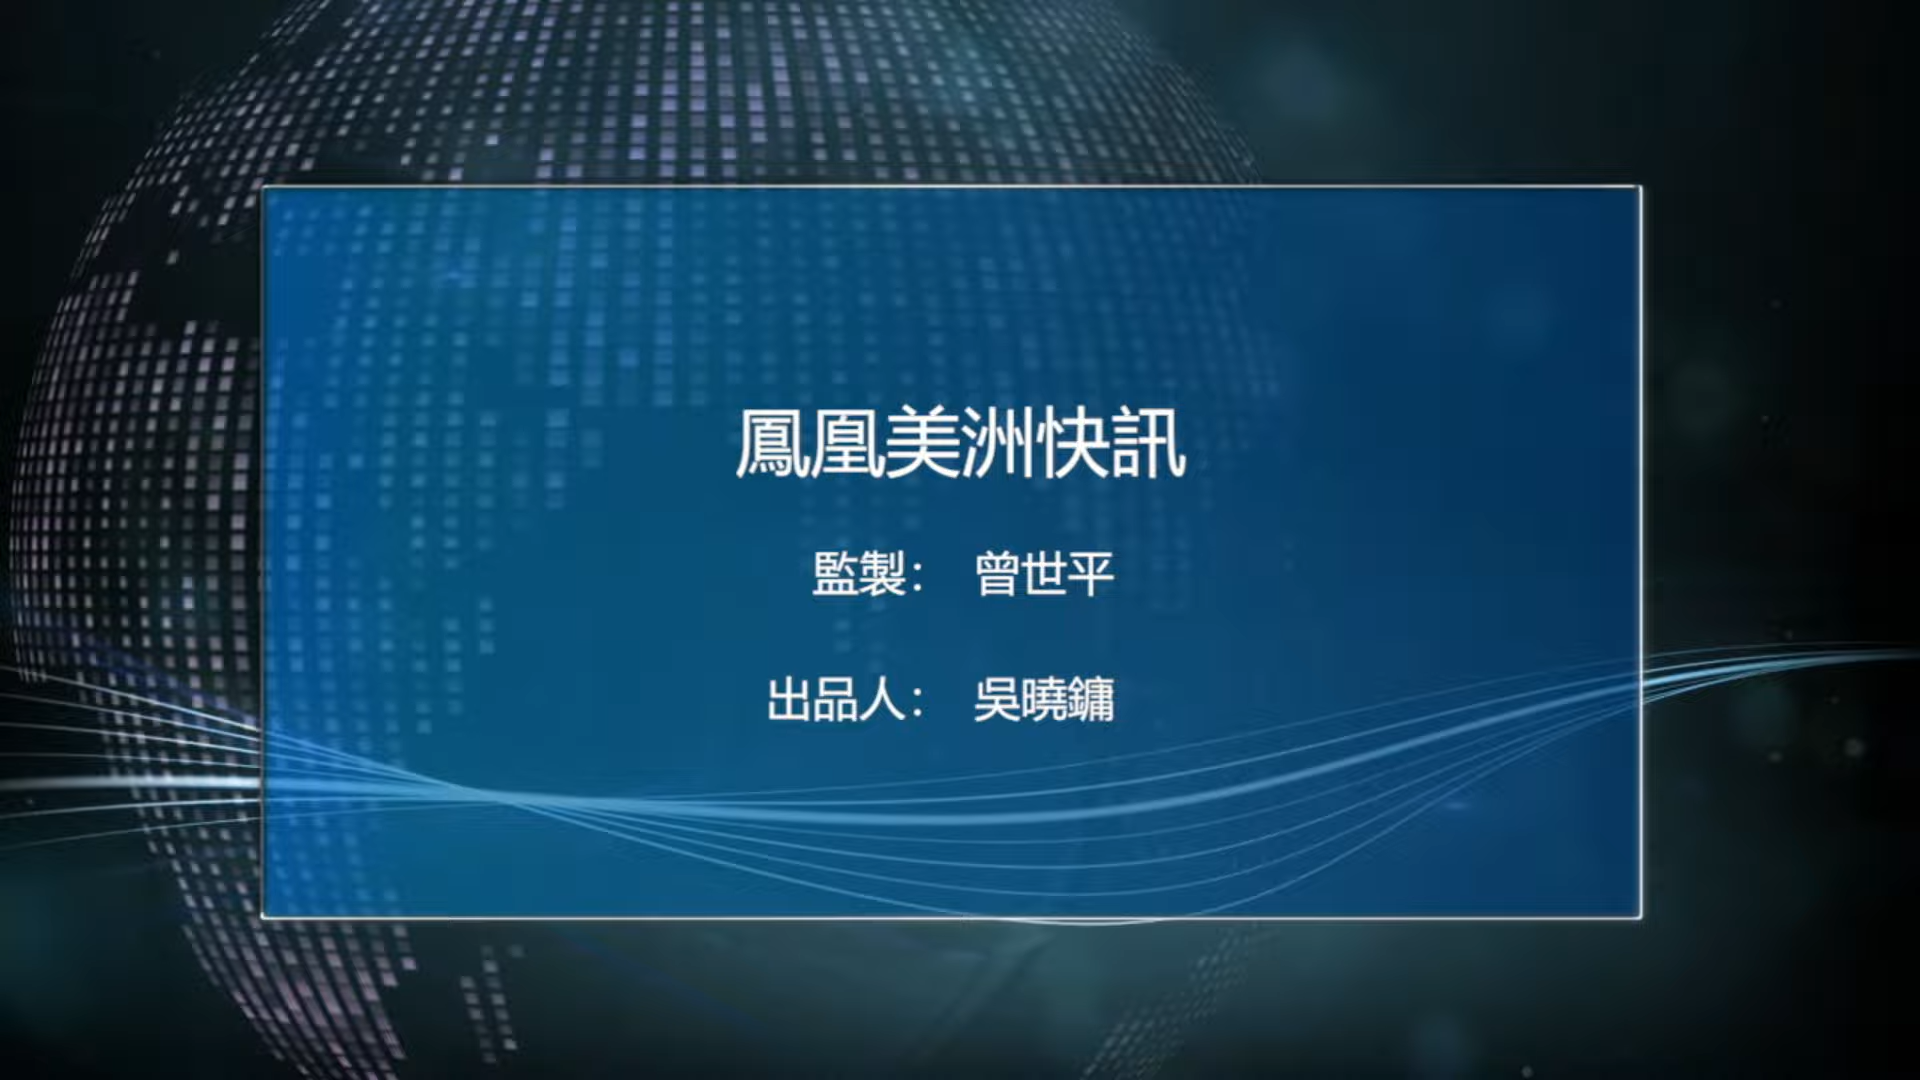 鳳凰美洲快訊
監製： 曾世平
出品人： 吳曉鏞